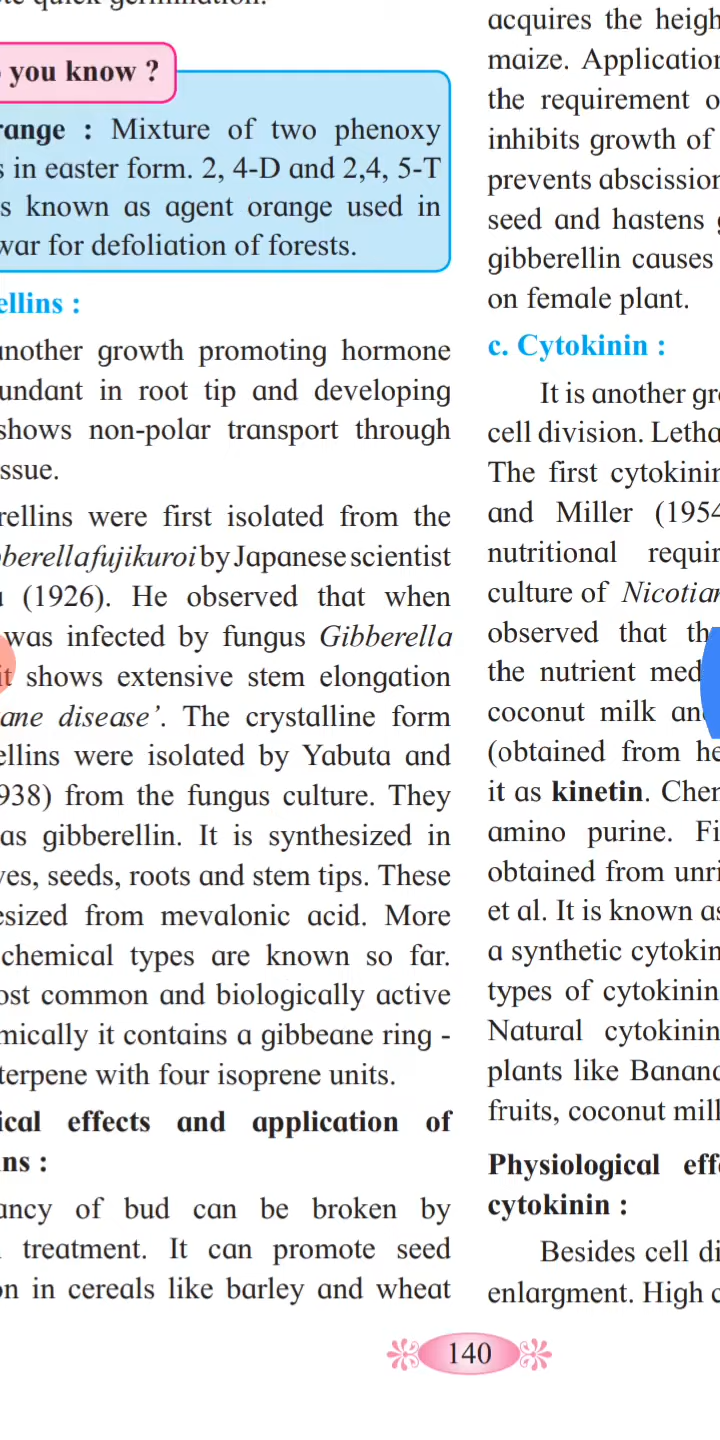 you know ?
range : Mixture of two phenoxy
s in easter form. 2, 4-D and 2,4, 5-T
s known as agent orange used in
war for defoliation of forests.
ellins :
another growth promoting hormone
undant in root tip and developing
shows non-polar transport through
ssue.
rellins were first isolated from the
bberellafujikuroi by Japanese scientist
(1926). He observed that when
was infected by fungus Gibberella
it shows extensive stem elongation
ane disease’. The crystalline form
ellins were isolated by Yabuta and
938) from the fungus culture. They
as gibberellin. It is synthesized in
ves, seeds, roots and stem tips. These
esized from mevalonic acid. More
chemical types are known so far.
ost common and biologically active
mically it contains a gibbeane ring -
terpene with four isoprene units.
ical effects and application of
ins :
ancy of bud can be broken by
treatment. It can promote seed
on in cereals like barley and wheat
acquires the heigh
maize. Application
the requirement o
inhibits growth of
prevents abscission
seed and hastens
gibberellin causes
on female plant.
c. Cytokinin :
It is another gro
cell division. Letha
The first cytokinin
and Miller (1954
nutritional requir
culture of Nicotian
observed that th
the nutrient med
coconut milk an
(obtained from he
it as kinetin. Chem
amino purine. Fi
obtained from unri
et al. It is known as
a synthetic cytokin
types of cytokinin
Natural cytokinin
plants like Banana
fruits, coconut milk
Physiological effe
cytokinin :
Besides cell di
enlargment. High c
140